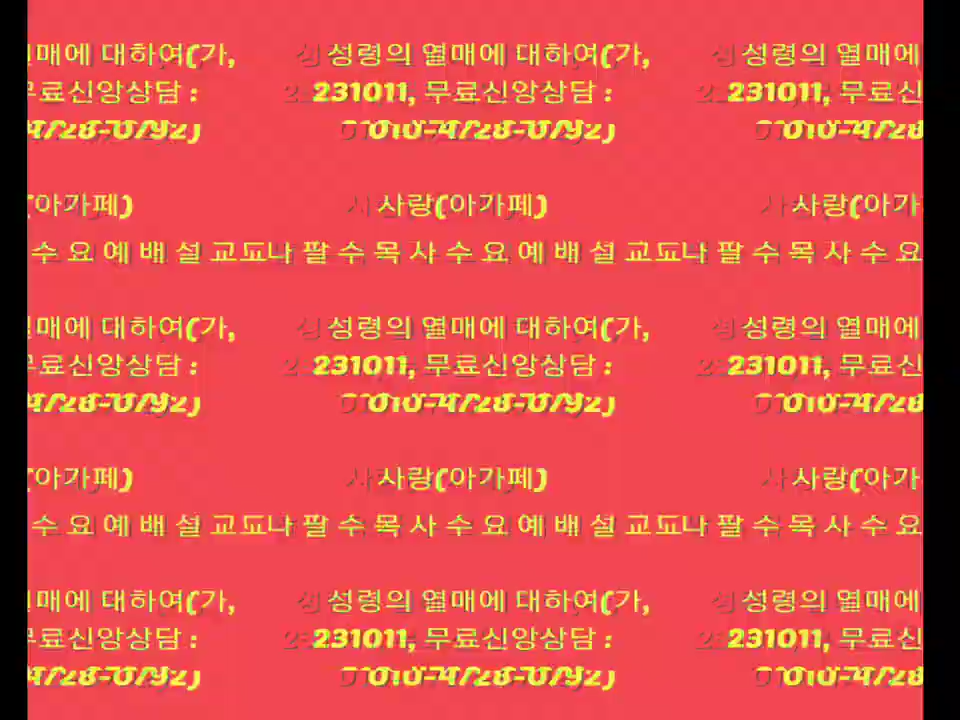 매에 대하여(가, 성령의 열매에 대하여(가, 성령의 열매에
료신앙상담 : 231011, 무료신앙상담 : 231011, 무료신
(아가페) 사랑(아가페) 사랑(아가
수 요 예 배 설 교 나 팔 수 목 사 수 요 예 배 설 교 나 팔 수 목 사 수 요
매에 대하여(가, 성령의 열매에 대하여(가, 성령의 열매에
료신앙상담 : 231011, 무료신앙상담 : 231011, 무료신
(아가페) 사랑(아가페) 사랑(아가
수 요 예 배 설 교 나 팔 수 목 사 수 요 예 배 설 교 나 팔 수 목 사 수 요
매에 대하여(가, 성령의 열매에 대하여(가, 성령의 열매에
료신앙상담 : 231011, 무료신앙상담 : 231011, 무료신